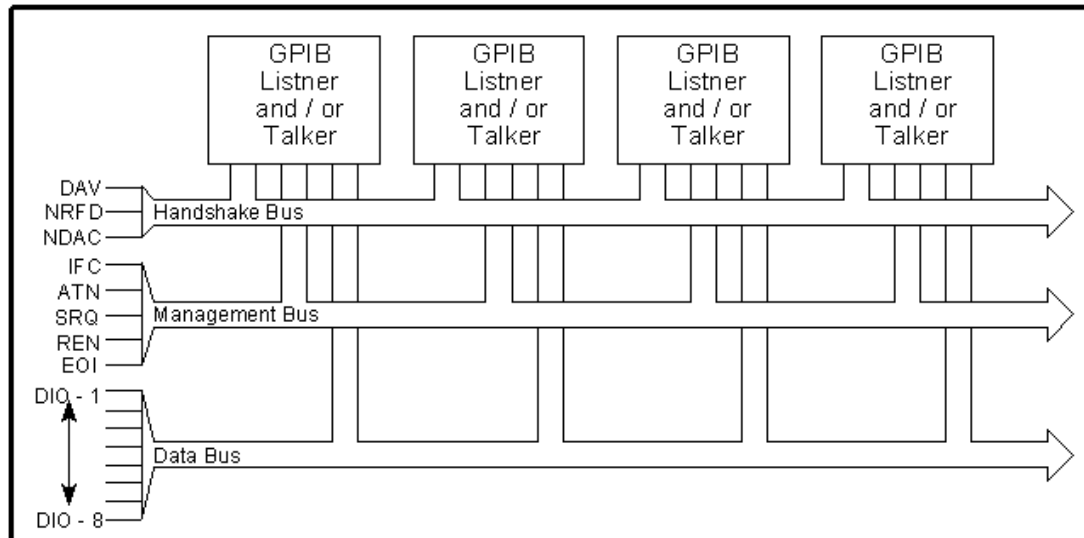 GPIB
Listner
and / or
Talker
GPIB
Listner
and / or
Talker
GPIB
Listner
and / or
Talker
GPIB
Listner
and / or
Talker
DAV
NRFD
NDAC
Handshake Bus
IFC
ATN
SRQ
REN
EOI
Management Bus
DIO - 1
Data Bus
DIO - 8